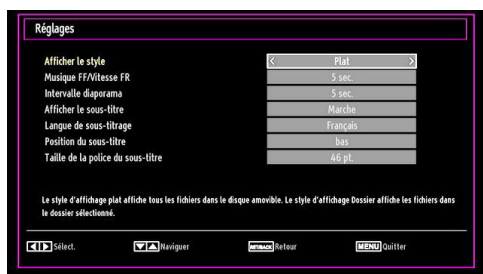 Réglages
Afficher le style < Plat >
Musique FF/Vitesse FR 5 sec.
Intervalle diaporama 5 sec.
Afficher le sous-titre Marche
Langue de sous-titrage Français
Position du sous-titre bas
Taille de la police du sous-titre 46 pt.
Le style d'affichage plat affiche tous les fichiers dans le disque amovible. Le style d'affichage Dossier affiche les fichiers dans
le dossier sélectionné.
Sélect. Naviguer RET/BACK Retour MENU Quitter